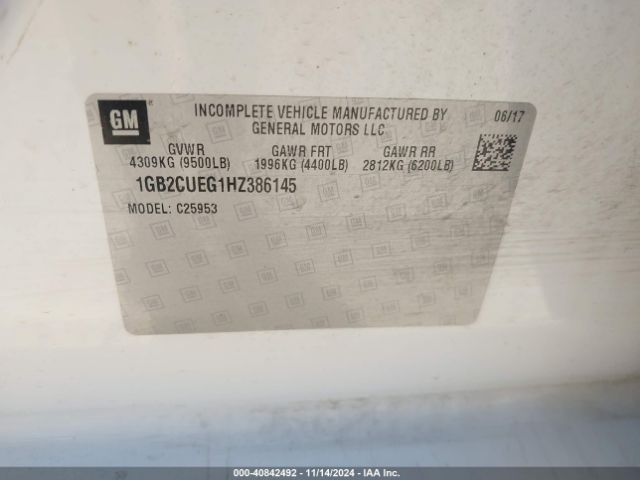 GM
INCOMPLETE VEHICLE MANUFACTURED BY
GENERAL MOTORS LLC
06/17
GVWR GAWR FRT GAWR RR
4309KG (9500LB) 1996KG (4400LB) 2812KG (6200LB)
1GB2CUEG1HZ386145
MODEL: C25953
000-40842492 - 11/14/2024 - IAA Inc.